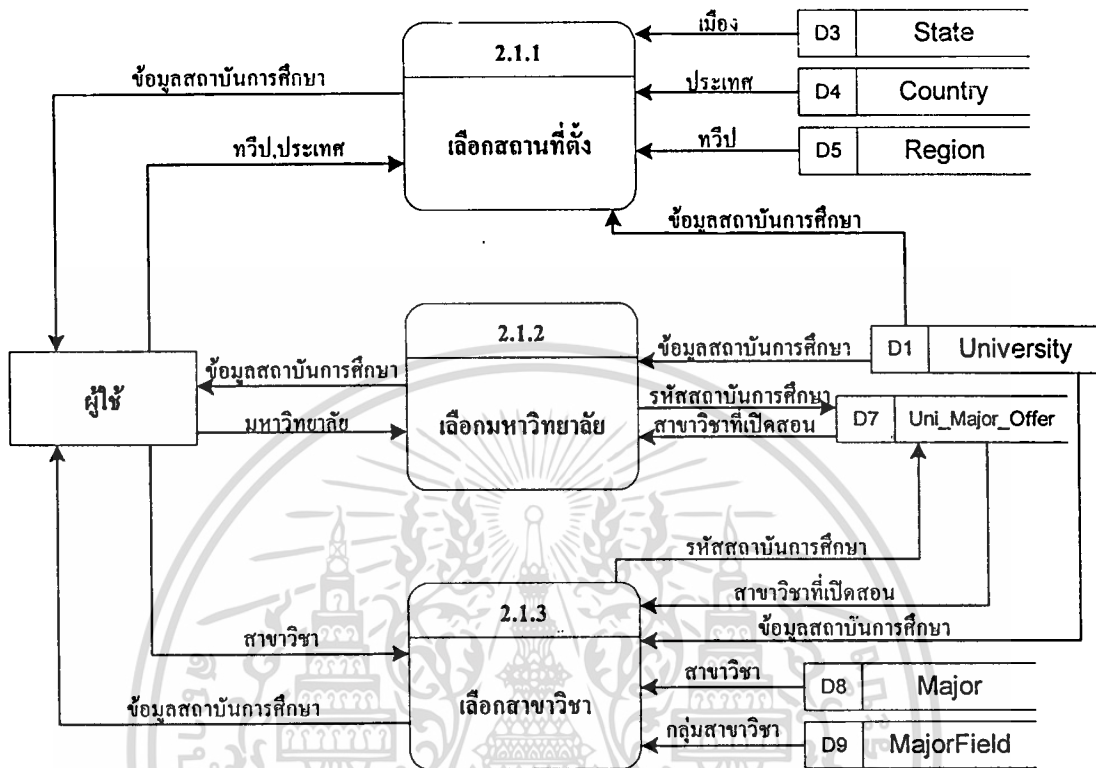 2.1.1
เลือกสถานที่ตั้ง
เมือง
D3 State
ประเทศ
D4 Country
ทวีป
D5 Region
ข้อมูลสถาบันการศึกษา
ทวีป,ประเทศ
ข้อมูลสถาบันการศึกษา
ผู้ใช้
2.1.2
เลือกมหาวิทยาลัย
ข้อมูลสถาบันการศึกษา
มหาวิทยาลัย
ข้อมูลสถาบันการศึกษา
D1 University
รหัสสถาบันการศึกษา
สาขาวิชาที่เปิดสอน
D7 Uni_Major_Offer
รหัสสถาบันการศึกษา
สาขาวิชาที่เปิดสอน
ข้อมูลสถาบันการศึกษา
2.1.3
เลือกสาขาวิชา
สาขาวิชา
ข้อมูลสถาบันการศึกษา
สาขาวิชา
D8 Major
กลุ่มสาขาวิชา
D9 MajorField